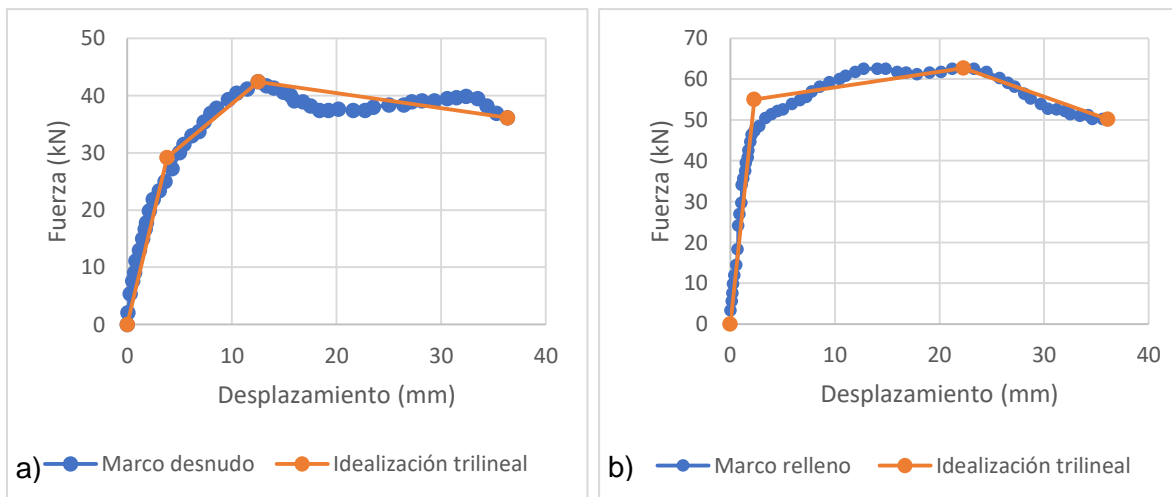 50
40
30
20
10
0
Fuerza (kN)
0 10 20 30 40
Desplazamiento (mm)
a) Marco desnudo Idealización trilineal
70
60
50
40
30
20
10
0
Fuerza (kN)
0 10 20 30 40
Desplazamiento (mm)
b) Marco relleno Idealización trilineal